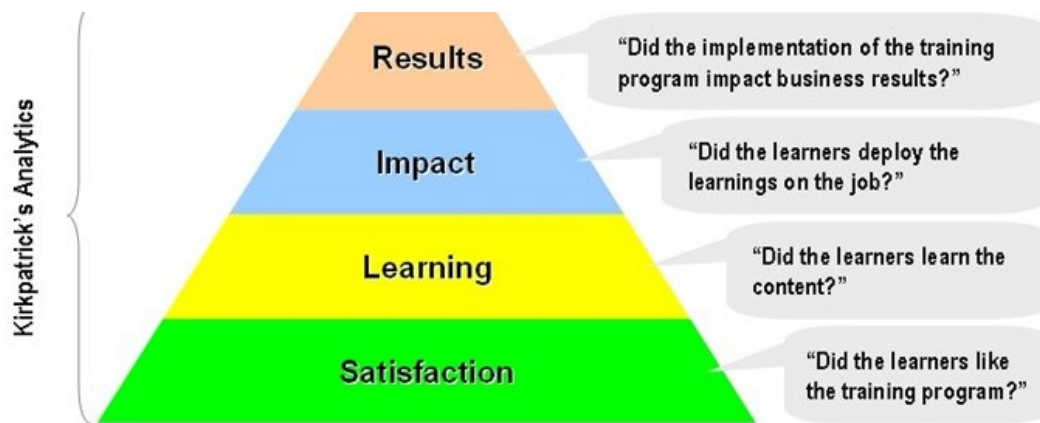 Kirkpatrick's Analytics
Results
“Did the implementation of the training
program impact business results?”
Impact
“Did the learners deploy the
learnings on the job?”
Learning
“Did the learners learn the
content?”
Satisfaction
“Did the learners like
the training program?”